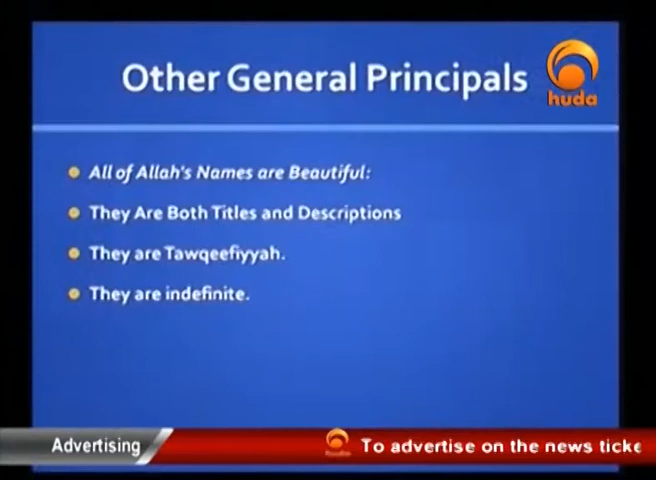 Other General Principals
huda
All of Allah's Names are Beautiful:
They Are Both Titles and Descriptions
They are Tawqeefiyyah.
They are indefinite.
Advertising
To advertise on the news ticke